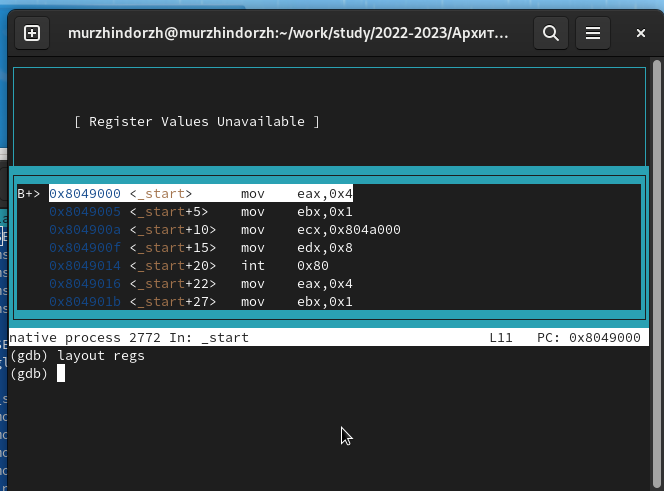 murzhindorzh@murzhindorzh:~/work/study/2022-2023/Архит...
[ Register Values Unavailable ]
B+> 0x8049000 <_start> mov eax,0x4
0x8049005 <_start+5> mov ebx,0x1
0x804900a <_start+10> mov ecx,0x804a000
0x804900f <_start+15> mov edx,0x8
0x8049014 <_start+20> int 0x80
0x8049016 <_start+22> mov eax,0x4
0x804901b <_start+27> mov ebx,0x1
native process 2772 In: _start L11 PC: 0x8049000
(gdb) layout regs
(gdb)